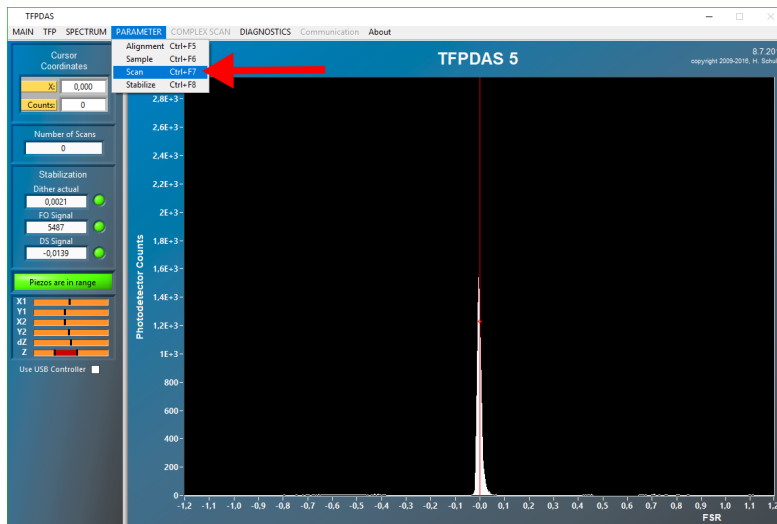 TFPDAS
MAIN TFP SPECTRUM PARAMETER COMPLEX SCAN DIAGNOSTICS Communication About
Alignment Ctrl+F5
Sample Ctrl+F6
Scan Ctrl+F7
Stabilize Ctrl+F8
Cursor
Coordinates
X: 0,000
Counts: 0
Number of Scans
0
Stabilization
Dither actual
0,0021
FO Signal
5487
DS Signal
-0,0139
Piezos are in range
X1
Y1
X2
Y2
dZ
Z
Use USB Controller
TFPDAS 5
8.7.20
copyright 2009-2016, H. Schul
Photodetector Counts
2,8E+3
2,6E+3
2,4E+3
2,2E+3
2E+3
1,8E+3
1,6E+3
1,4E+3
1,2E+3
1E+3
800
600
400
200
0
-1,2 -1,1 -1,0 -0,9 -0,8 -0,7 -0,6 -0,5 -0,4 -0,3 -0,2 -0,1 -0,0 0,1 0,2 0,3 0,4 0,5 0,6 0,7 0,8 0,9 1,0 1,1 1,2
FSR